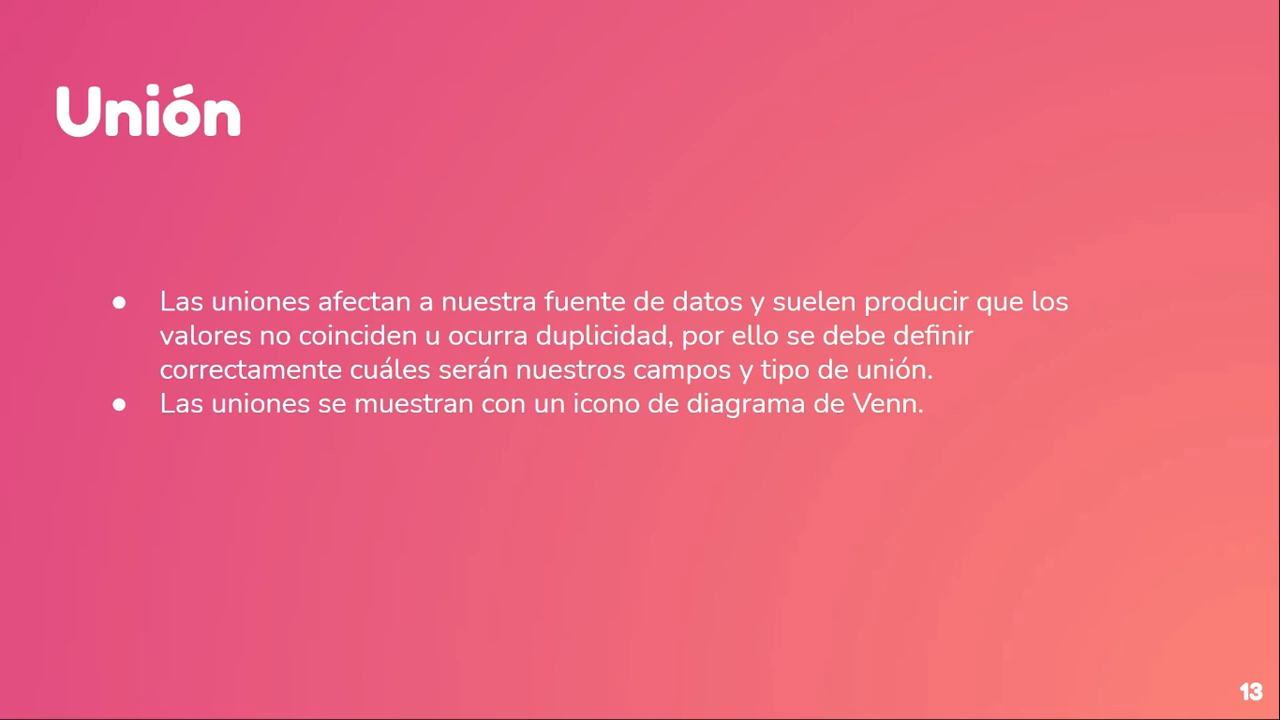 Unión
● Las uniones afectan a nuestra fuente de datos y suelen producir que los
valores no coinciden u ocurra duplicidad, por ello se debe definir
correctamente cuáles serán nuestros campos y tipo de unión.
● Las uniones se muestran con un icono de diagrama de Venn.
13